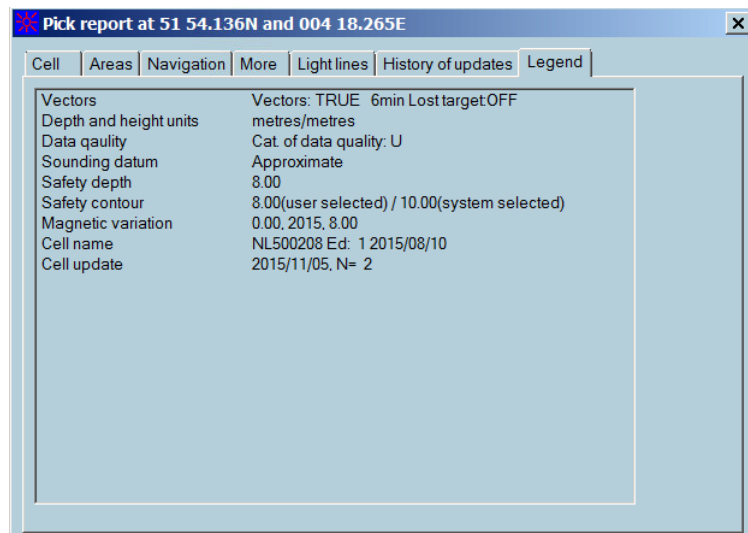 Pick report at 51 54.136N and 004 18.265E
Cell Areas Navigation More Light lines History of updates Legend
Vectors Vectors: TRUE 6min Lost target:OFF
Depth and height units metres/metres
Data qaulity Cat. of data quality: U
Sounding datum Approximate
Safety depth 8.00
Safety contour 8.00(user selected) / 10.00(system selected)
Magnetic variation 0.00, 2015, 8.00
Cell name NL500208 Ed: 1 2015/08/10
Cell update 2015/11/05, N= 2